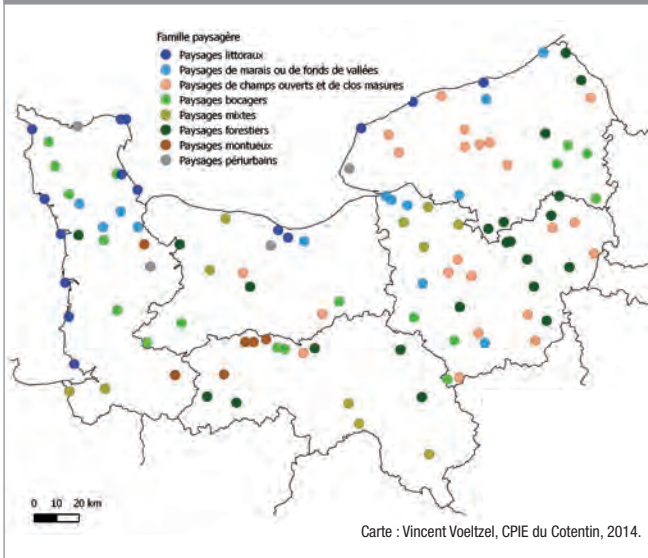 Famille paysagère
Paysages littoraux
Paysages de marais ou de fonds de vallées
Paysages de champs ouverts et de clos masures
Paysages bocagers
Paysages mixtes
Paysages forestiers
Paysages montueux
Paysages périurbains
0 10 20 km
Carte : Vincent Voeltzel, CPIE du Cotentin, 2014.